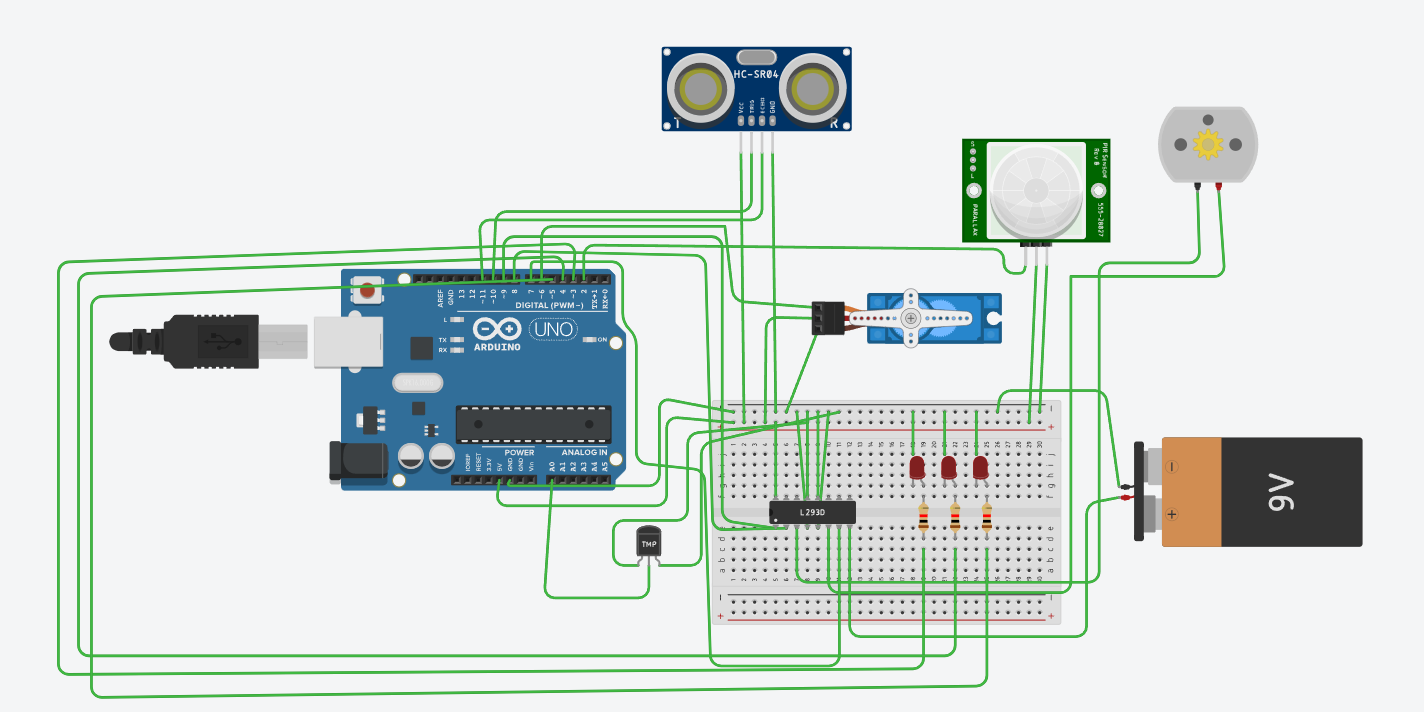 HC-SR04
VCC
TRIG
ECHO
GND
T
R
PIR Sensor
Rev B
PARALLAX
555-28027
AREF
GND
13
12
~11
~10
~9
8
7
~6
~5
4
~3
2
TX→1
RX←0
DIGITAL (PWM~)
L
TX
RX
ARDUINO
UNO
ON
POWER
ANALOG IN
IOREF
RESET
3.3V
5V
GND
GND
Vin
A0
A1
A2
A3
A4
A5
TMP
L293D
9V
− +